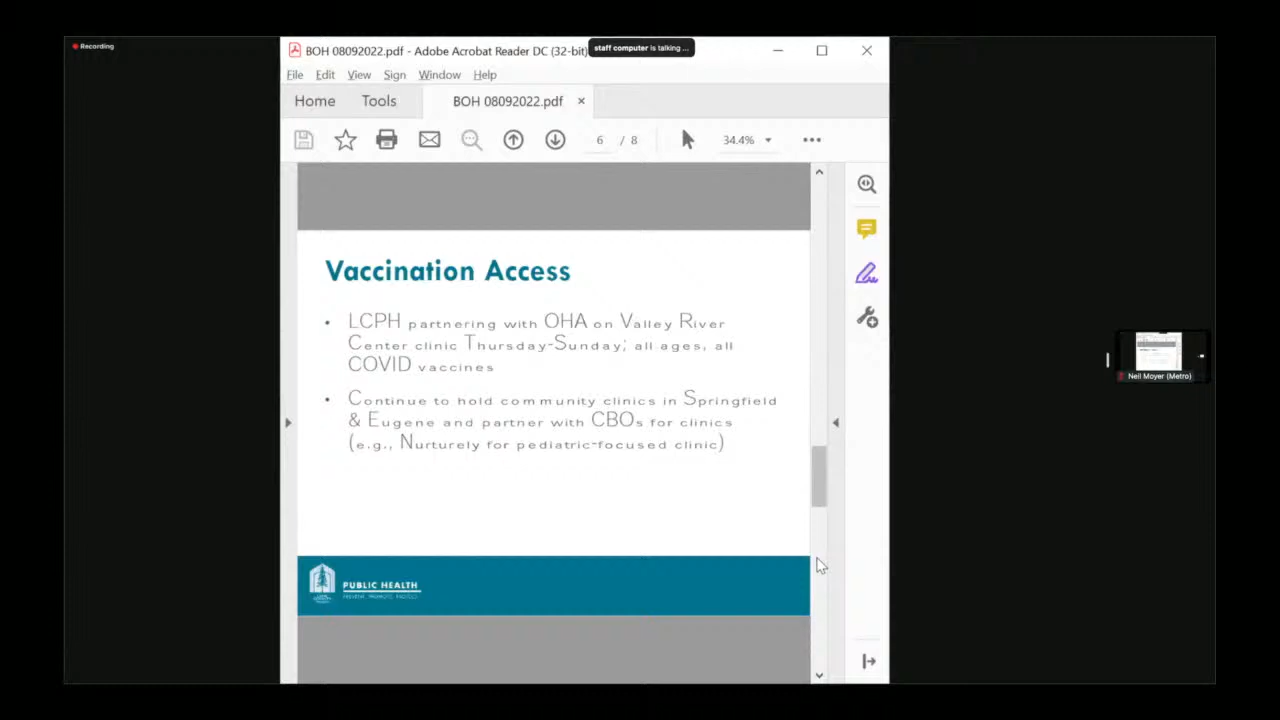 Recording
BOH 08092022.pdf - Adobe Acrobat Reader DC (32-bit)
staff computer is talking ...
File Edit View Sign Window Help
Home Tools BOH 08092022.pdf ×
6 / 8 34.4%
Vaccination Access
• LCPH partnering with OHA on Valley River
Center clinic Thursday-Sunday; all ages, all
COVID vaccines
• Continue to hold community clinics in Springfield
& Eugene and partner with CBOs for clinics
(e.g., Nurturely for pediatric-focused clinic)
PUBLIC HEALTH
Neil Moyer (Metro)